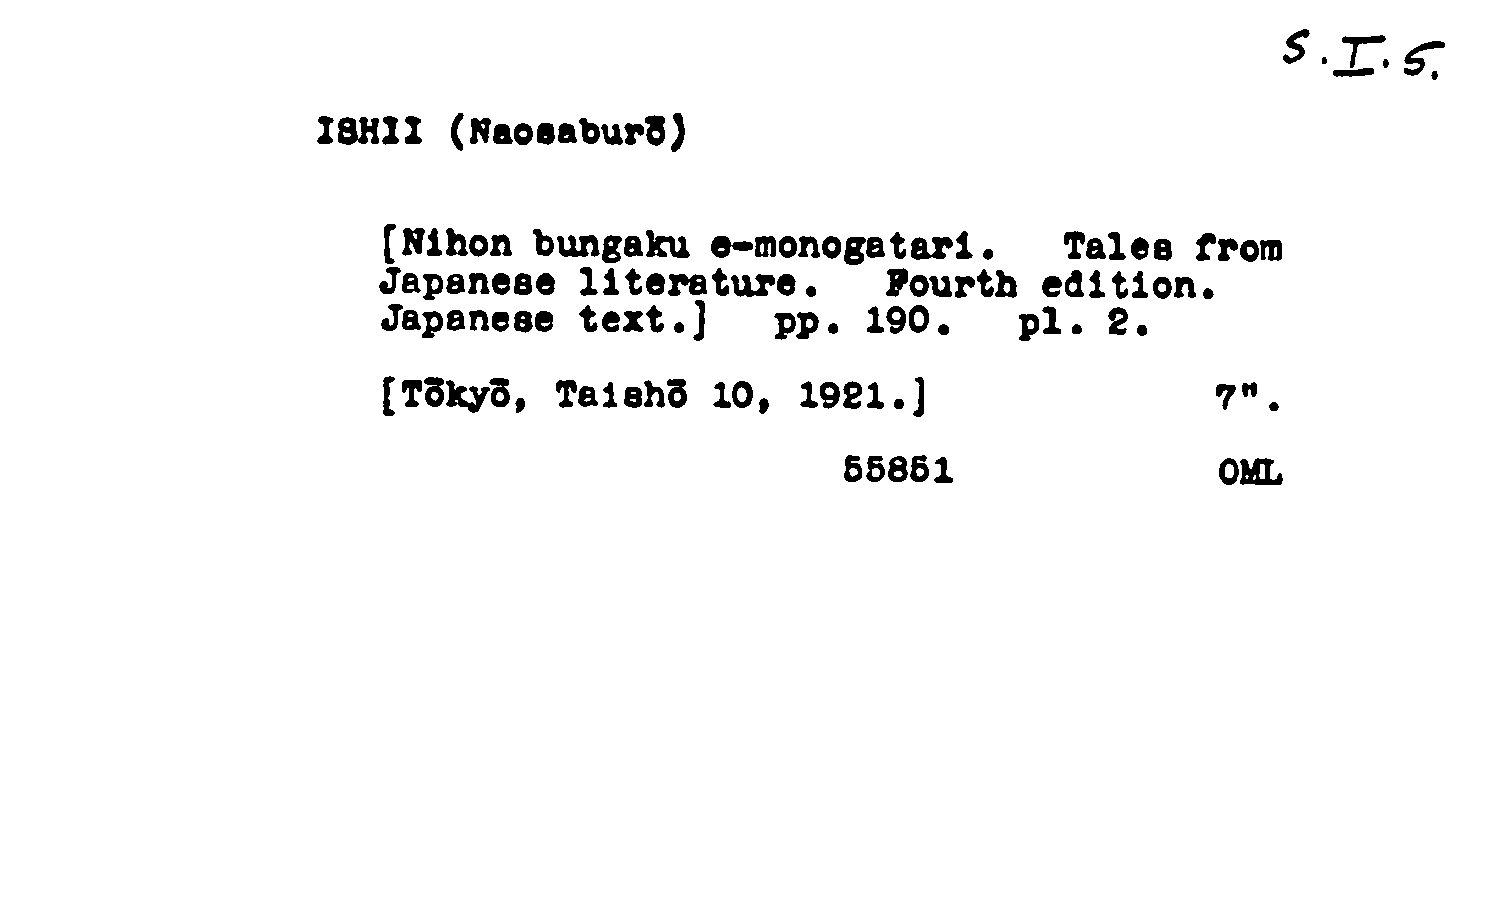 S.I.5.
ISHII (Naosaburō)
[Nihon bungaku e-monogatari. Tales from
Japanese literature. Fourth edition.
Japanese text.] pp. 190. pl. 2.
[Tōkyō, Taishō 10, 1921.] 7".
55851 OML